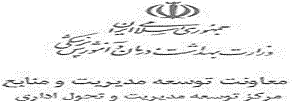 جمهوری اسلامی ایران
وزارت بهداشت، درمان و آموزش پزشکی
معاونت توسعه مدیریت و منابع
مرکز توسعه مدیریت و تحول اداری